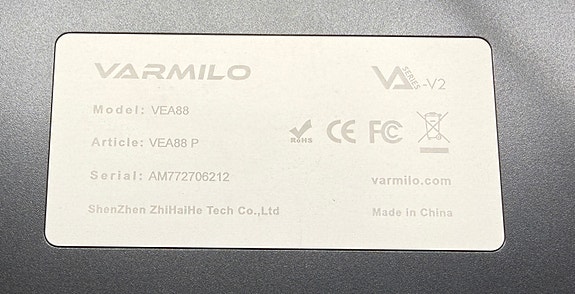 VARMILO
VA SERIES -V2
Model: VEA88
Article: VEA88 P
RoHS CE FC
Serial: AM772706212
varmilo.com
ShenZhen ZhiHaiHe Tech Co.,Ltd
Made in China